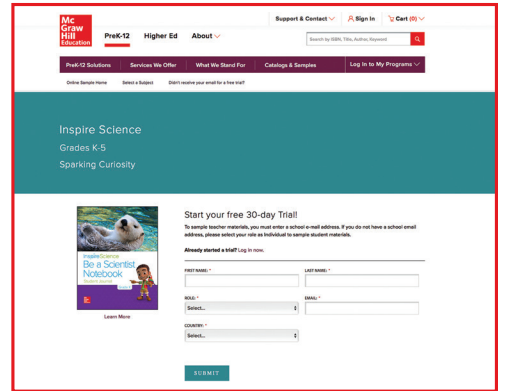 Mc
Graw
Hill
Education
PreK-12
Higher Ed
About
Support & Contact
Sign In
Cart (0)
Search by ISBN, Title, Author, Keyword
PreK-12 Solutions
Services We Offer
What We Stand For
Catalogs & Samples
Log In to My Programs
Online Sample Home
Select a Subject
Didn't receive your email for a free trial?
Inspire Science
Grades K-5
Sparking Curiosity
Inspire Science
Be a Scientist
Notebook
Student Journal
Learn More
Start your free 30-day Trial!
To sample teacher materials, you must enter a school e-mail address. If you do not have a school email
address, please select your role as Individual to sample student materials.
Already started a trial? Log in now.
FIRST NAME: *
LAST NAME: *
ROLE: *
EMAIL: *
Select...
COUNTRY: *
Select...
SUBMIT